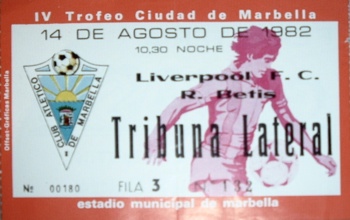 IV Trofeo Ciudad de Marbella
14 DE AGOSTO DE 1982
10,30 NOCHE
Liverpool F. C.
R. Betis
Tribuna Lateral
CLUB ATLETICO DE MARBELLA
Nº 00180
FILA 3
N.º 132
estadio municipal de marbella
Offset-Gráficas Marbella